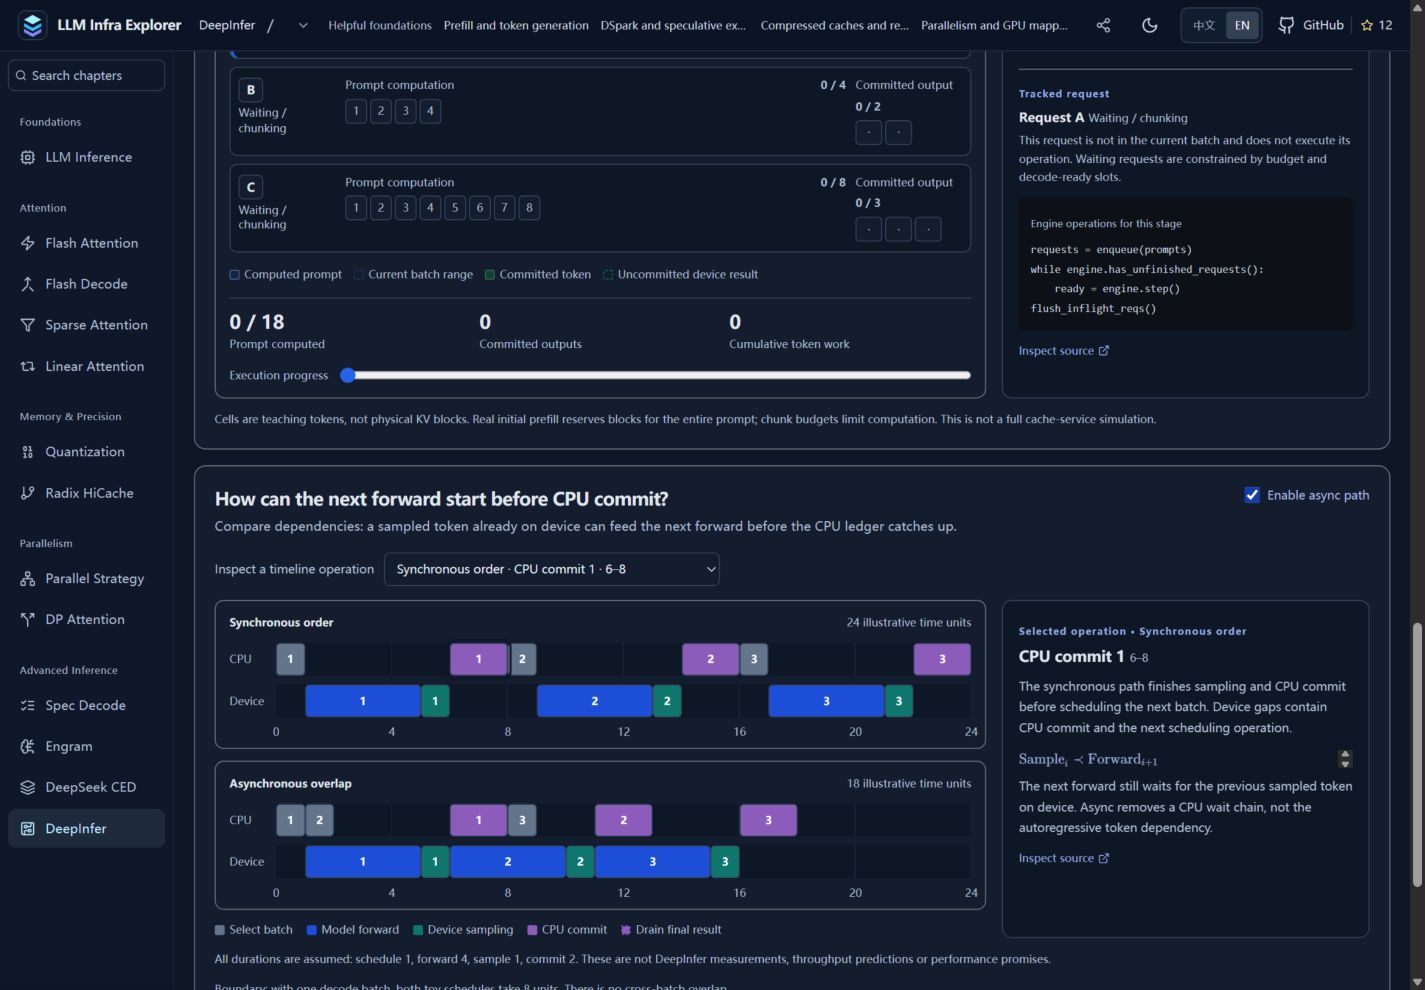 LLM Infra Explorer
DeepInfer /
Helpful foundations
Prefill and token generation
DSpark and speculative ex...
Compressed caches and re...
Parallelism and GPU mapp...
中文
EN
GitHub
12
Search chapters
Foundations
LLM Inference
Attention
Flash Attention
Flash Decode
Sparse Attention
Linear Attention
Memory & Precision
Quantization
Radix HiCache
Parallelism
Parallel Strategy
DP Attention
Advanced Inference
Spec Decode
Engram
DeepSeek CED
DeepInfer
B
Waiting /
chunking
Prompt computation
0 / 4
1 2 3 4
Committed output
0 / 2
· ·
C
Waiting /
chunking
Prompt computation
0 / 8
1 2 3 4 5 6 7 8
Committed output
0 / 3
· · ·
Computed prompt
Current batch range
Committed token
Uncommitted device result
0 / 18
Prompt computed
0
Committed outputs
0
Cumulative token work
Execution progress
Tracked request
Request A Waiting / chunking
This request is not in the current batch and does not execute its
operation. Waiting requests are constrained by budget and
decode-ready slots.
Engine operations for this stage
requests = enqueue(prompts)
while engine.has_unfinished_requests():
    ready = engine.step()
flush_inflight_reqs()
Inspect source
Cells are teaching tokens, not physical KV blocks. Real initial prefill reserves blocks for the entire prompt; chunk budgets limit computation. This is not a full cache-service simulation.
How can the next forward start before CPU commit?
Enable async path
Compare dependencies: a sampled token already on device can feed the next forward before the CPU ledger catches up.
Inspect a timeline operation
Synchronous order · CPU commit 1 · 6–8
Synchronous order
24 illustrative time units
CPU
1 1 2 2 3 3
Device
1 1 2 2 3 3
0 4 8 12 16 20 24
Asynchronous overlap
18 illustrative time units
CPU
1 2 1 3 2 3
Device
1 1 2 2 3 3
0 4 8 12 16 20 24
Select batch
Model forward
Device sampling
CPU commit
Drain final result
Selected operation • Synchronous order
CPU commit 1 6–8
The synchronous path finishes sampling and CPU commit
before scheduling the next batch. Device gaps contain
CPU commit and the next scheduling operation.
Sampleᵢ ≺ Forwardᵢ₊₁
The next forward still waits for the previous sampled token
on device. Async removes a CPU wait chain, not the
autoregressive token dependency.
Inspect source
All durations are assumed: schedule 1, forward 4, sample 1, commit 2. These are not DeepInfer measurements, throughput predictions or performance promises.
Boundary: with one decode batch, both toy schedules take 8 units. There is no cross-batch overlap.